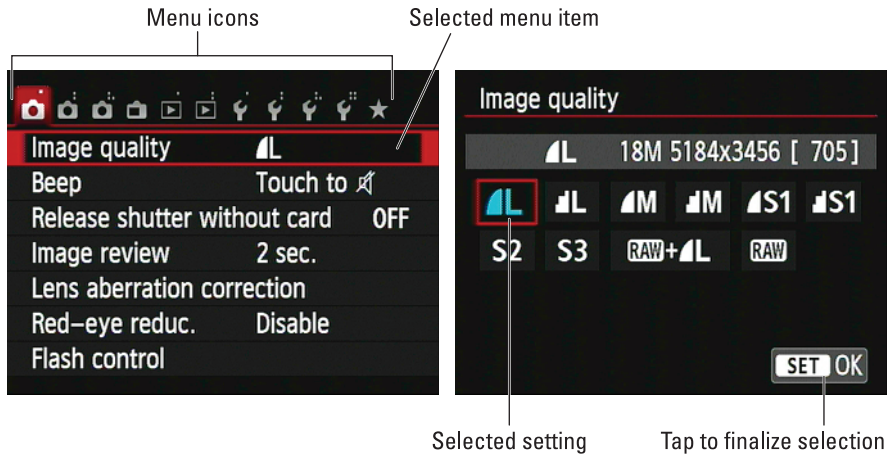 Menu icons
Selected menu item
Image quality L
Beep Touch to
Release shutter without card OFF
Image review 2 sec.
Lens aberration correction
Red-eye reduc. Disable
Flash control
Image quality
L 18M 5184x3456 [ 705]
L L M M S1 S1
S2 S3 RAW+L RAW
SET OK
Selected setting
Tap to finalize selection